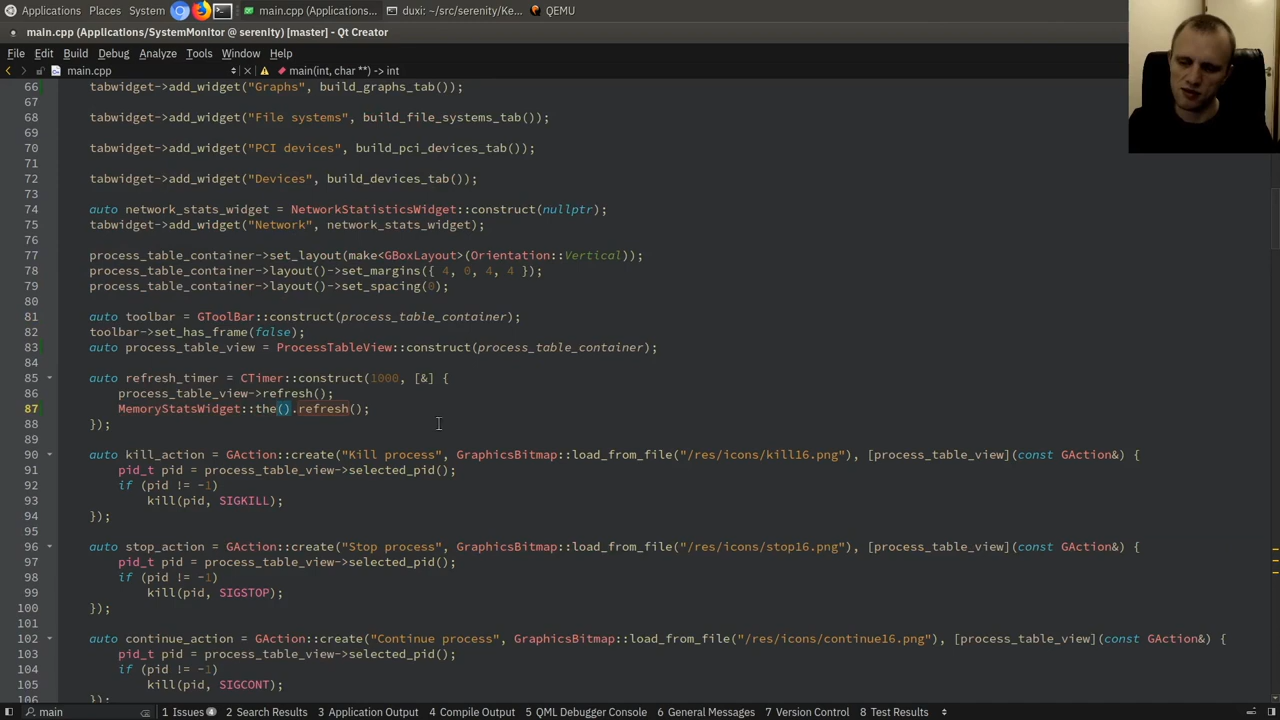 Applications Places System main.cpp (Applications... duxi: ~/src/serenity/Ke... QEMU
main.cpp (Applications/SystemMonitor @ serenity) [master] - Qt Creator
File Edit Build Debug Analyze Tools Window Help
main.cpp main(int, char **) -> int
66 tabwidget->add_widget("Graphs", build_graphs_tab());
67
68 tabwidget->add_widget("File systems", build_file_systems_tab());
69
70 tabwidget->add_widget("PCI devices", build_pci_devices_tab());
71
72 tabwidget->add_widget("Devices", build_devices_tab());
73
74 auto network_stats_widget = NetworkStatisticsWidget::construct(nullptr);
75 tabwidget->add_widget("Network", network_stats_widget);
76
77 process_table_container->set_layout(make<GBoxLayout>(Orientation::Vertical));
78 process_table_container->layout()->set_margins({ 4, 0, 4, 4 });
79 process_table_container->layout()->set_spacing(0);
80
81 auto toolbar = GToolBar::construct(process_table_container);
82 toolbar->set_has_frame(false);
83 auto process_table_view = ProcessTableView::construct(process_table_container);
84
85 auto refresh_timer = CTimer::construct(1000, [&] {
86 process_table_view->refresh();
87 MemoryStatsWidget::the().refresh();
88 });
89
90 auto kill_action = GAction::create("Kill process", GraphicsBitmap::load_from_file("/res/icons/kill16.png"), [process_table_view](const GAction&) {
91 pid_t pid = process_table_view->selected_pid();
92 if (pid != -1)
93 kill(pid, SIGKILL);
94 });
95
96 auto stop_action = GAction::create("Stop process", GraphicsBitmap::load_from_file("/res/icons/stop16.png"), [process_table_view](const GAction&) {
97 pid_t pid = process_table_view->selected_pid();
98 if (pid != -1)
99 kill(pid, SIGSTOP);
100 });
101
102 auto continue_action = GAction::create("Continue process", GraphicsBitmap::load_from_file("/res/icons/continue16.png"), [process_table_view](const GAction&) {
103 pid_t pid = process_table_view->selected_pid();
104 if (pid != -1)
105 kill(pid, SIGCONT);
106 });
main 1 Issues 4 2 Search Results 3 Application Output 4 Compile Output 5 QML Debugger Console 6 General Messages 7 Version Control 8 Test Results